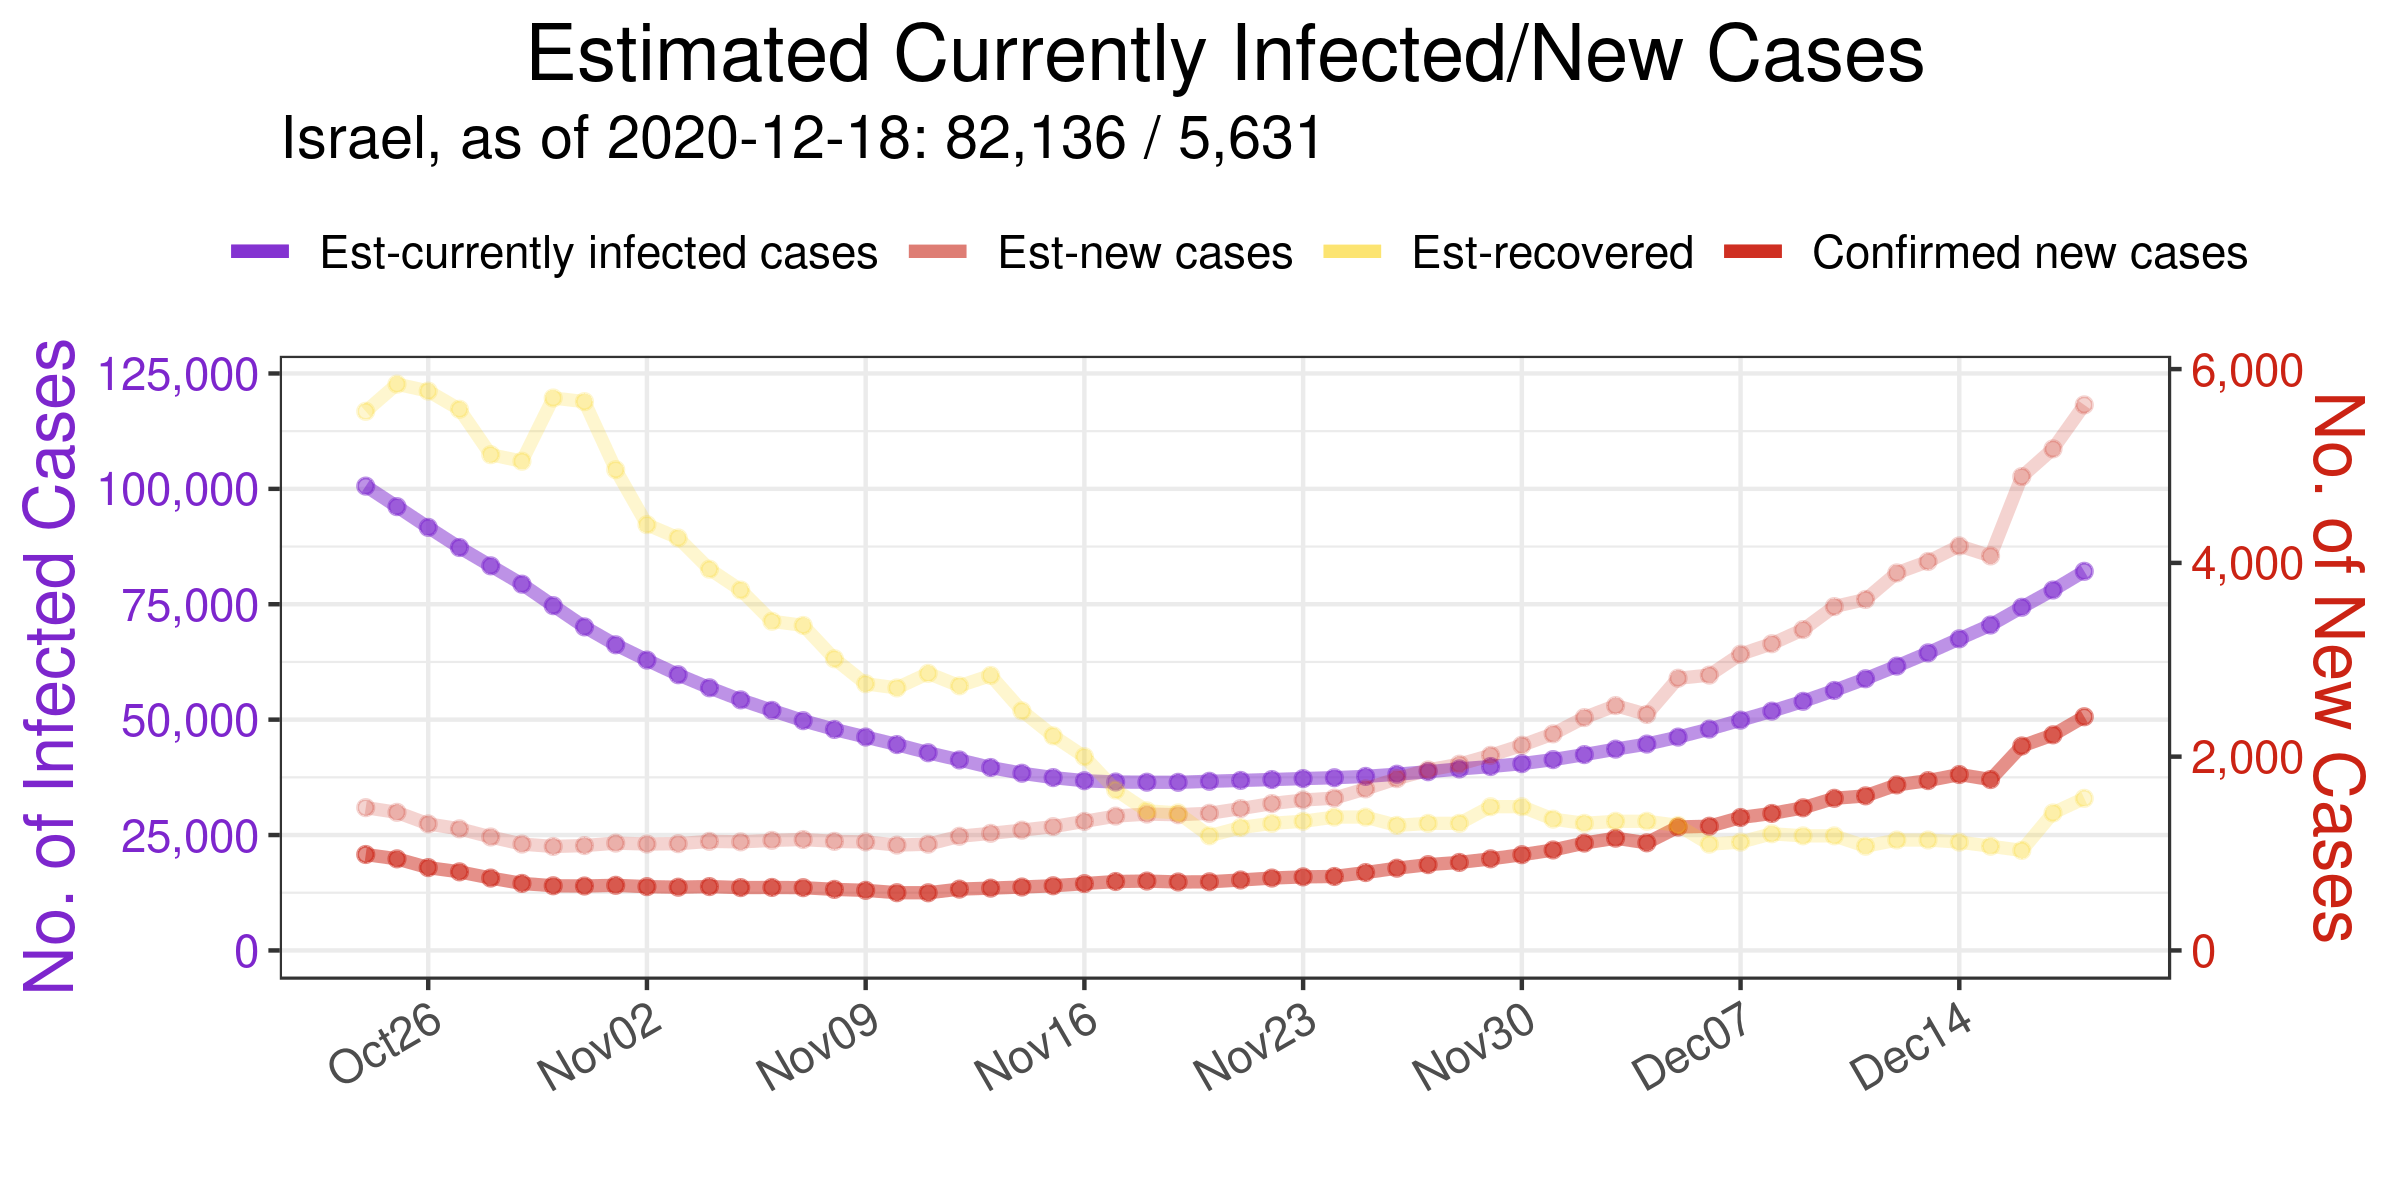 Estimated Currently Infected/New Cases
Israel, as of 2020-12-18: 82,136 / 5,631
Est-currently infected cases Est-new cases Est-recovered Confirmed new cases
No. of Infected Cases
125,000
100,000
75,000
50,000
25,000
0
6,000
4,000
2,000
0
No. of New Cases
Oct26 Nov02 Nov09 Nov16 Nov23 Nov30 Dec07 Dec14